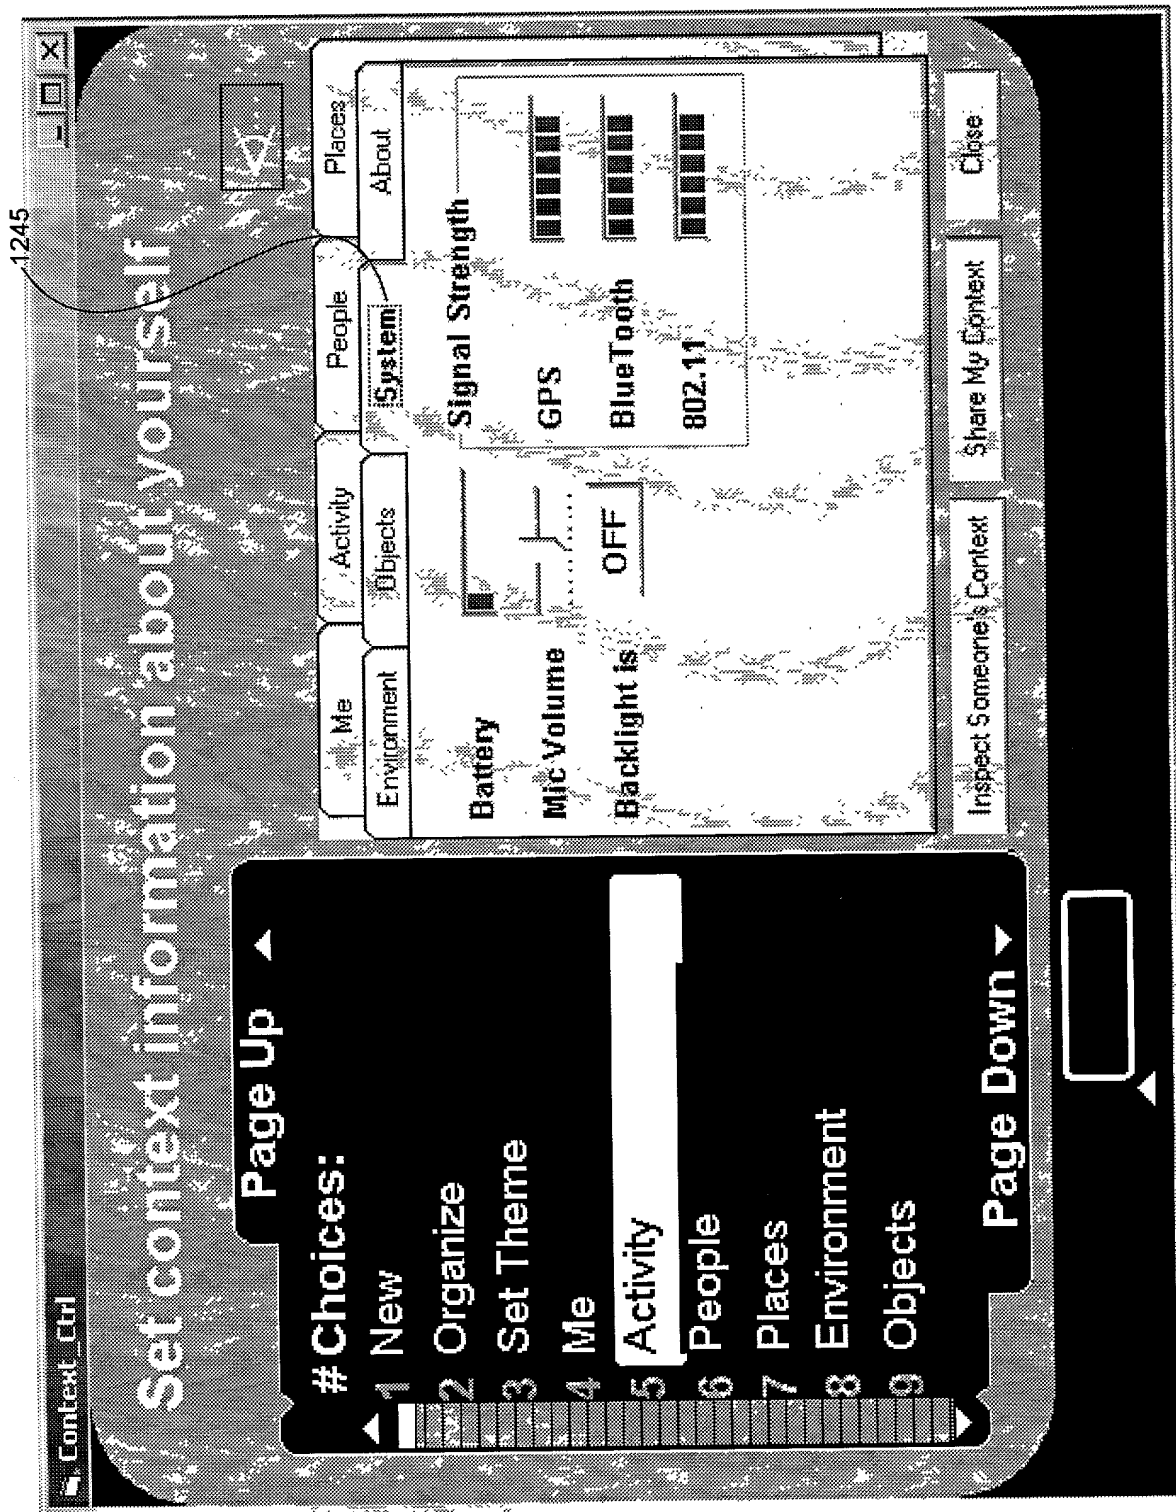 1245
Context_Ctrl
Set context information about yourself
Page Up
# Choices:
1 New
2 Organize
3 Set Theme
4 Me
5 Activity
6 People
7 Places
8 Environment
9 Objects
Page Down
Me
Activity
People
Places
Environment
Objects
System
About
Battery
Mic Volume
Backlight is
OFF
Signal Strength
GPS
BlueTooth
802.11
Inspect Someone's Context
Share My Context
Close